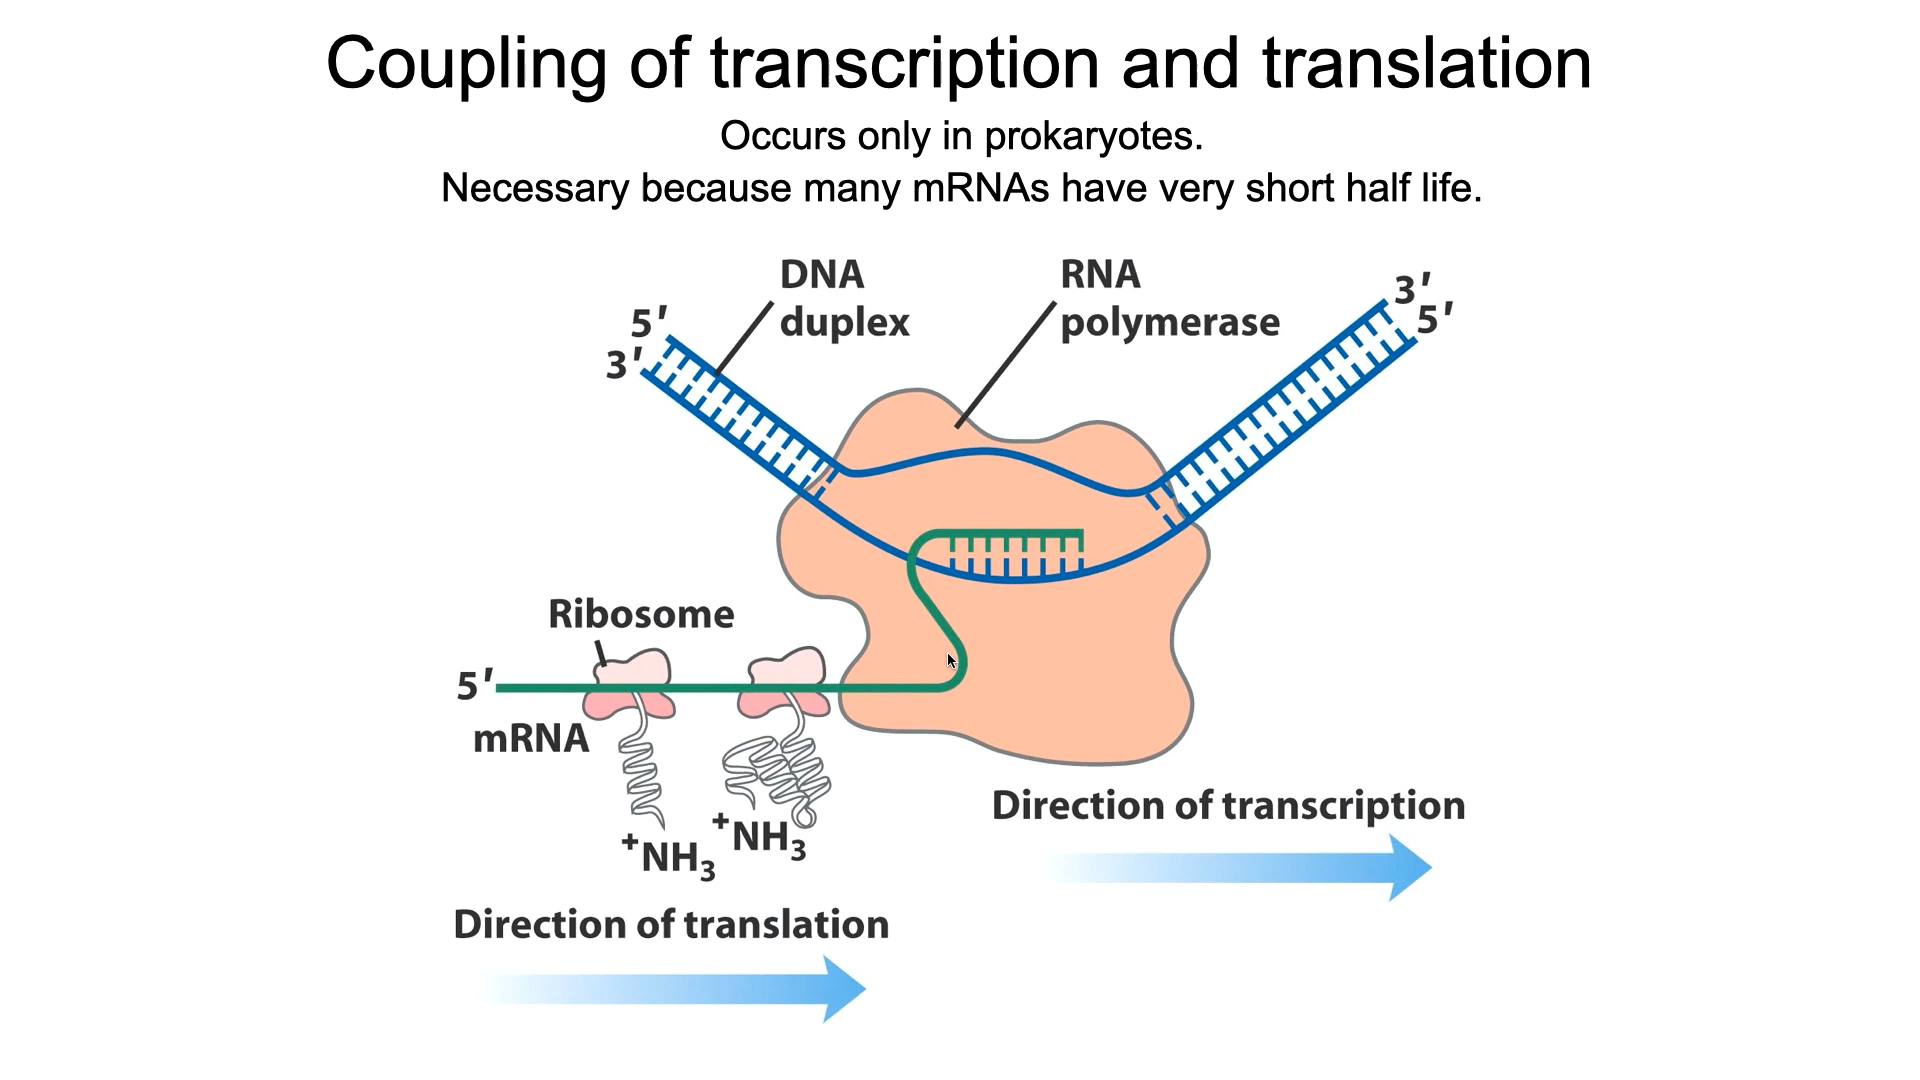 Coupling of transcription and translation
Occurs only in prokaryotes.
Necessary because many mRNAs have very short half life.
DNA
duplex
RNA
polymerase
5′
3′
3′
5′
Ribosome
5′
mRNA
+NH3
+NH3
Direction of transcription
Direction of translation